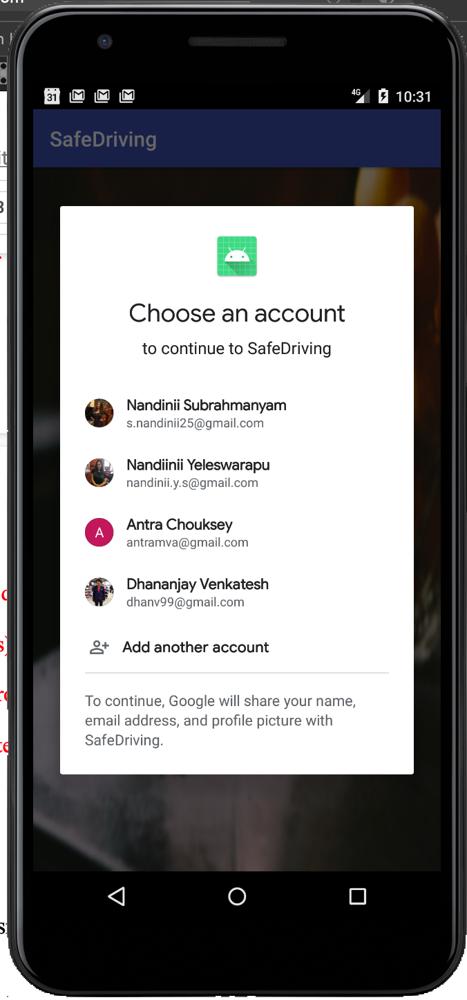 31 4G 10:31
SafeDriving
Choose an account
to continue to SafeDriving
Nandinii Subrahmanyam
s.nandinii25@gmail.com
Nandiinii Yeleswarapu
nandinii.y.s@gmail.com
A
Antra Chouksey
antramva@gmail.com
Dhananjay Venkatesh
dhanv99@gmail.com
Add another account
To continue, Google will share your name,
email address, and profile picture with
SafeDriving.